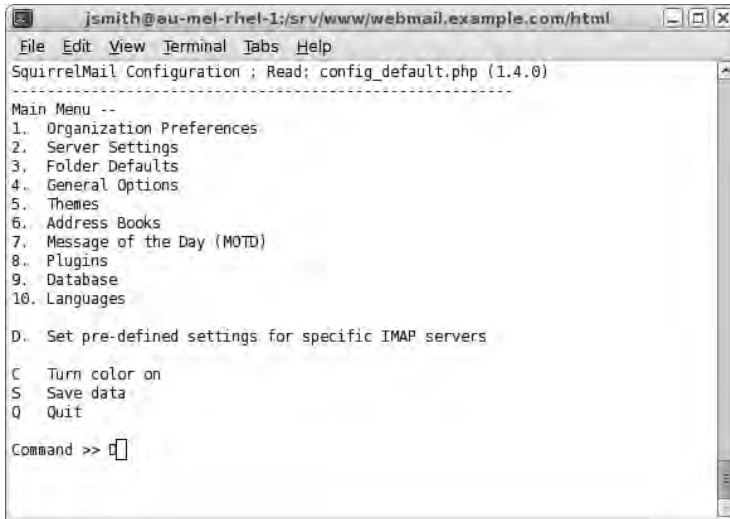 jsmith@au-mel-rhel-1:/srv/www/webmail.example.com/html
File Edit View Terminal Tabs Help
SquirrelMail Configuration : Read: config_default.php (1.4.0)
---------------------------------------------------------
Main Menu --
1. Organization Preferences
2. Server Settings
3. Folder Defaults
4. General Options
5. Themes
6. Address Books
7. Message of the Day (MOTD)
8. Plugins
9. Database
10. Languages
D. Set pre-defined settings for specific IMAP servers
C Turn color on
S Save data
Q Quit
Command >> D